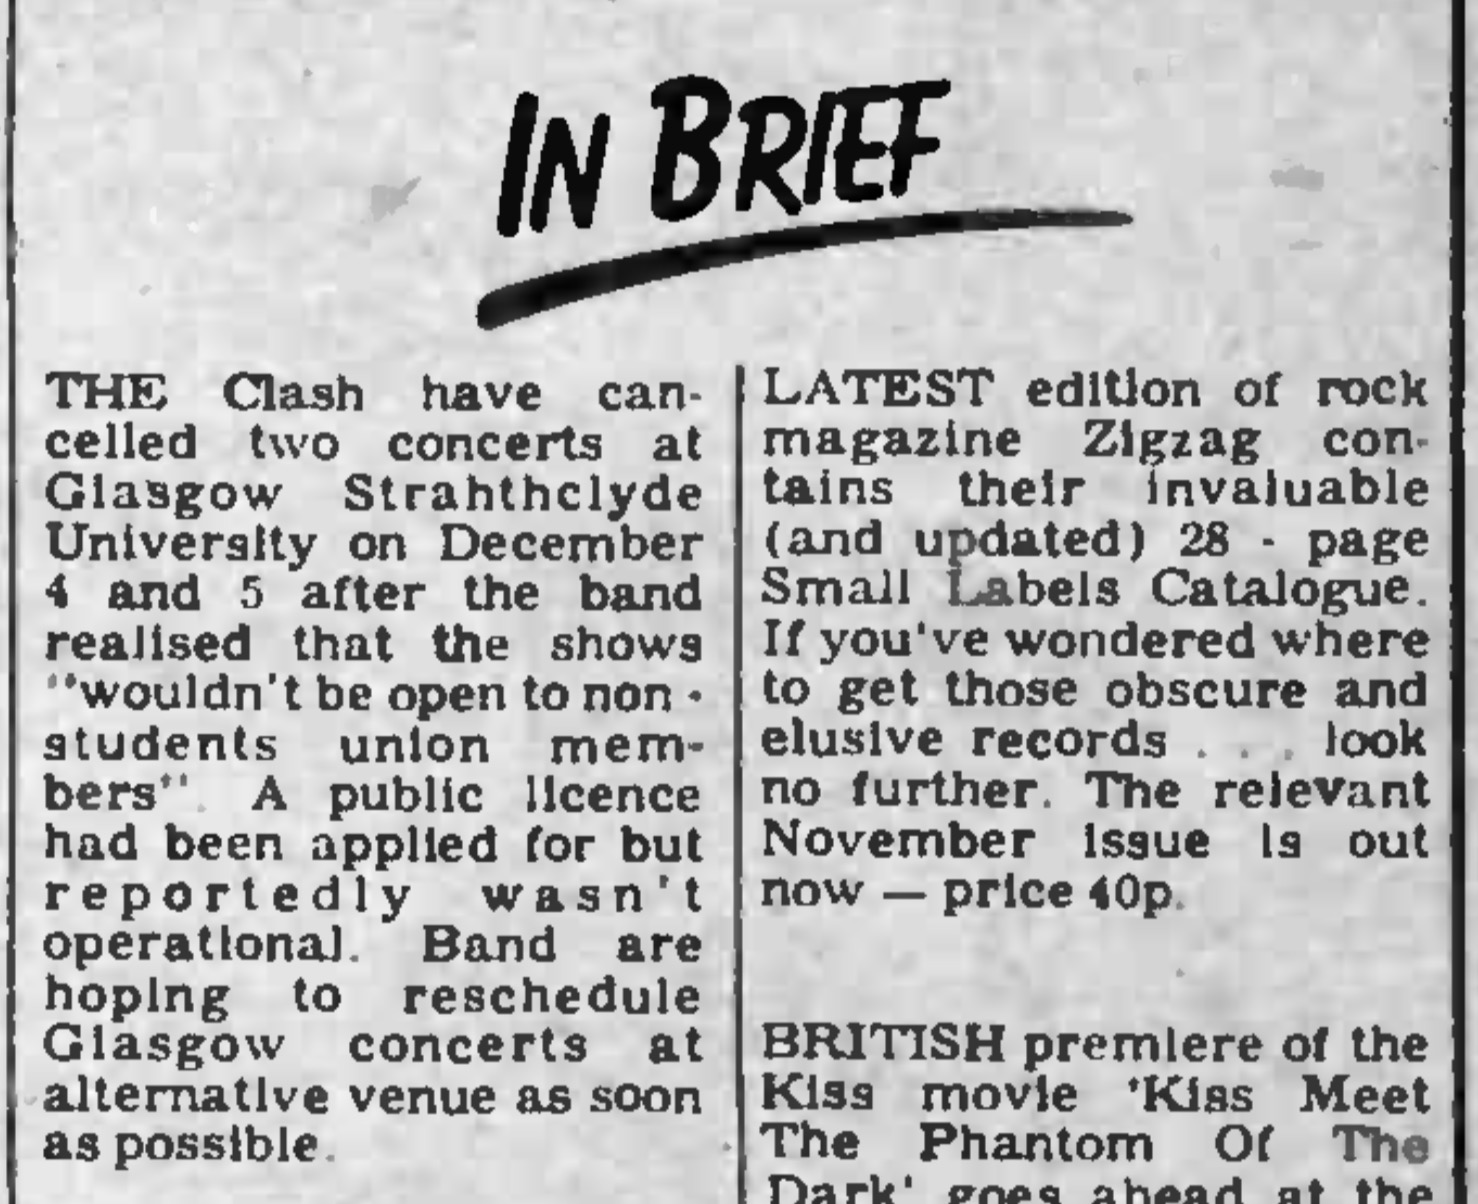 IN BRIEF
THE Clash have can-
celled two concerts at
Glasgow Strahthclyde
University on December
4 and 5 after the band
realised that the shows
"wouldn't be open to non -
students union mem-
bers". A public licence
had been applied for but
reportedly wasn't
operational. Band are
hoping to reschedule
Glasgow concerts at
alternative venue as soon
as possible.
LATEST edition of rock
magazine Zigzag con-
tains their invaluable
(and updated) 28 - page
Small Labels Catalogue.
If you've wondered where
to get those obscure and
elusive records . . . look
no further. The relevant
November issue is out
now — price 40p.
BRITISH premiere of the
Kiss movie 'Kiss Meet
The Phantom Of The
Dark' goes ahead at the